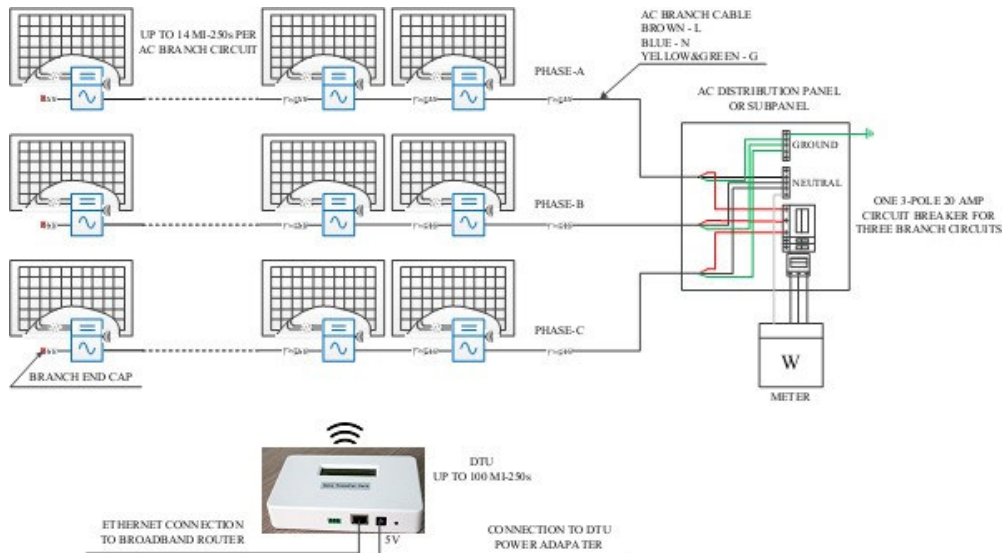 UP TO 14 MI-250s PER
AC BRANCH CIRCUIT
AC BRANCH CABLE
BROWN - L
BLUE - N
YELLOW&GREEN - G
PHASE-A
AC DISTRIBUTION PANEL
OR SUBPANEL
GROUND
NEUTRAL
PHASE-B
ONE 3-POLE 20 AMP
CIRCUIT BREAKER FOR
THREE BRANCH CIRCUITS
PHASE-C
BRANCH END CAP
W
METER
DTU
UP TO 100 MI-250s
Data Transfer Unit
ETHERNET CONNECTION
TO BROADBAND ROUTER
5V
CONNECTION TO DTU
POWER ADAPATER